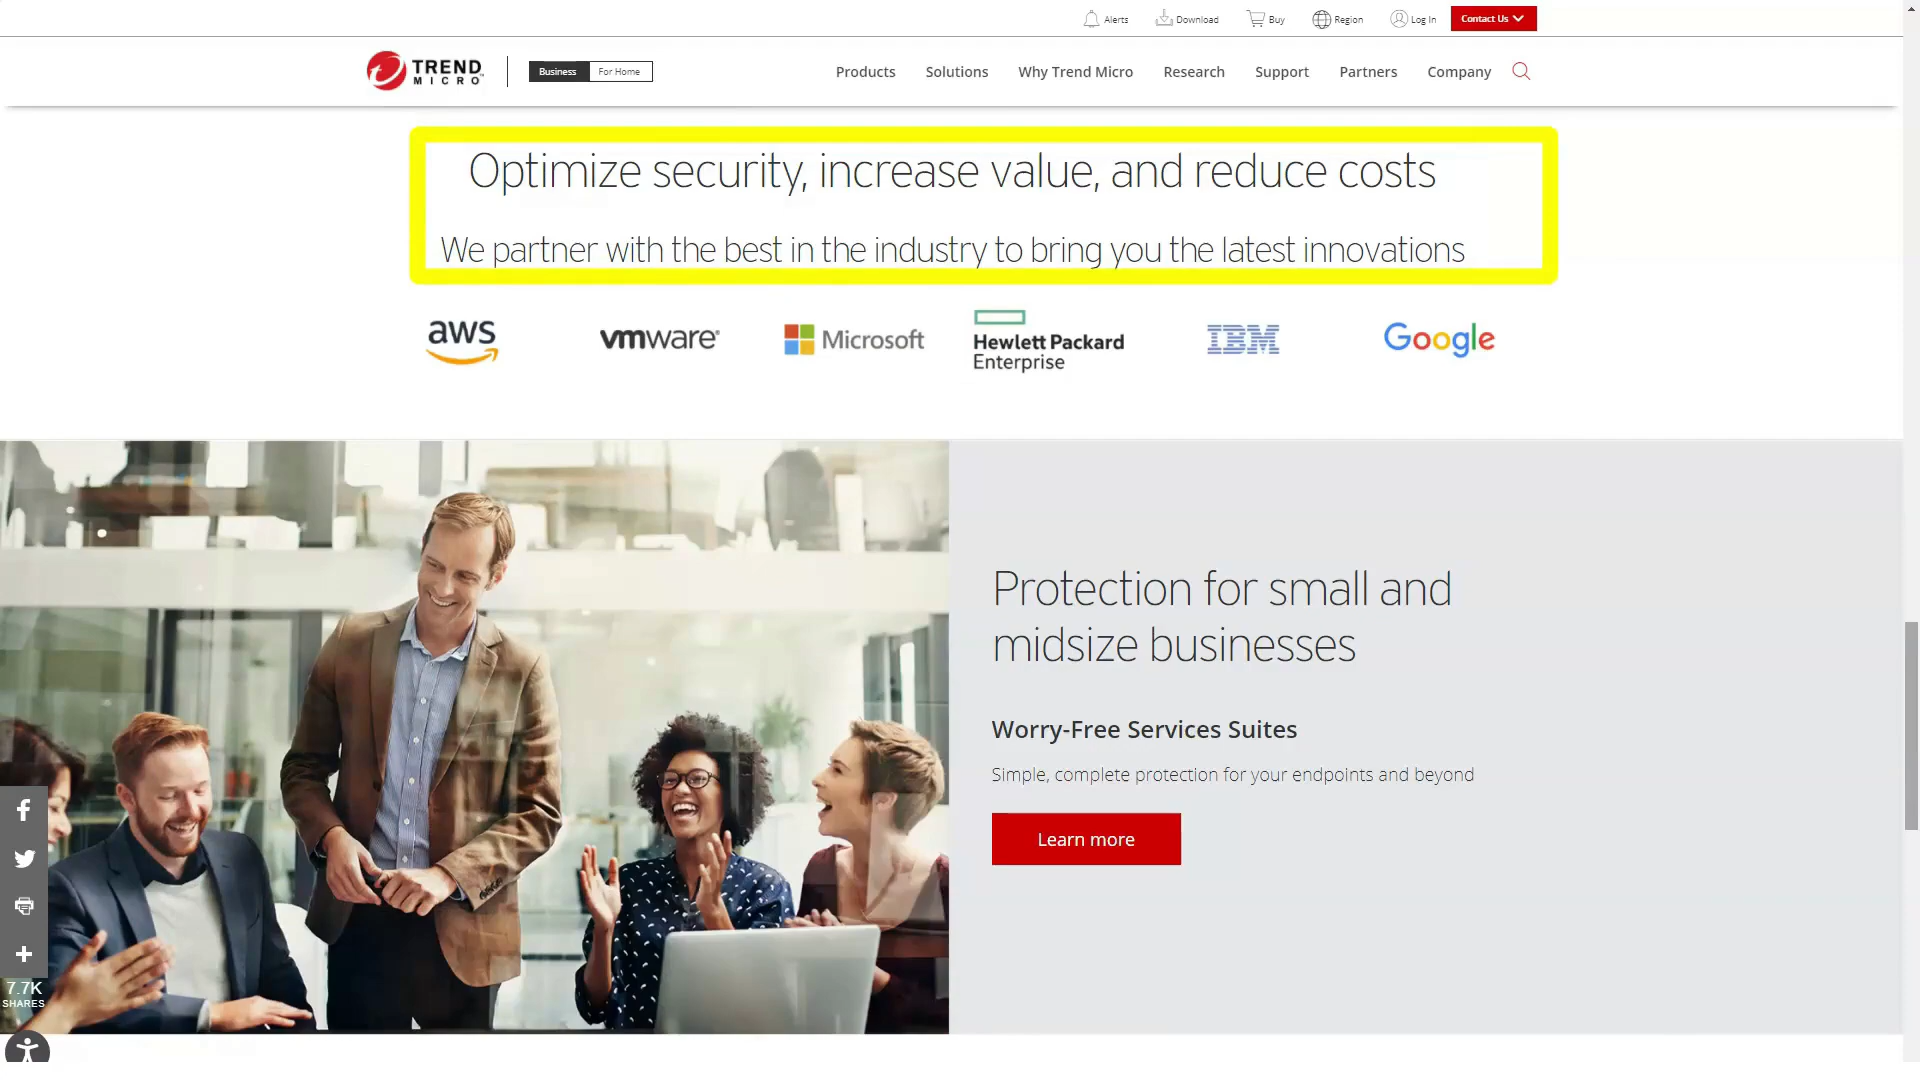 Alerts Download Buy Region Log In Contact Us
TREND
MICRO
Business For Home
Products Solutions Why Trend Micro Research Support Partners Company
Optimize security, increase value, and reduce costs
We partner with the best in the industry to bring you the latest innovations
aws vmware Microsoft Hewlett Packard Enterprise IBM Google
Protection for small and
midsize businesses
Worry-Free Services Suites
Simple, complete protection for your endpoints and beyond
Learn more
7.7K
SHARES